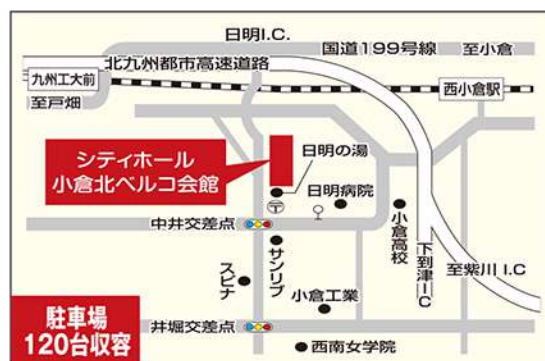 日明I.C.
国道199号線
至小倉
北九州都市高速道路
九州工大前
西小倉駅
至戸畑
シティホール
小倉北ベルコ会館
日明の湯
日明病院
中井交差点
小倉高校
下到津IC
至紫川 I.C
サンリブ
スピナ
小倉工業
駐車場
120台収容
井堀交差点
西南女学院